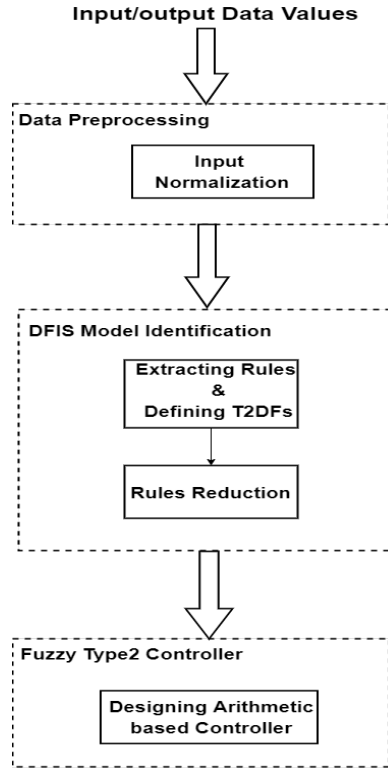 Input/output Data Values
Data Preprocessing
Input
Normalization
DFIS Model Identification
Extracting Rules
&
Defining T2DFs
Rules Reduction
Fuzzy Type2 Controller
Designing Arithmetic
based Controller